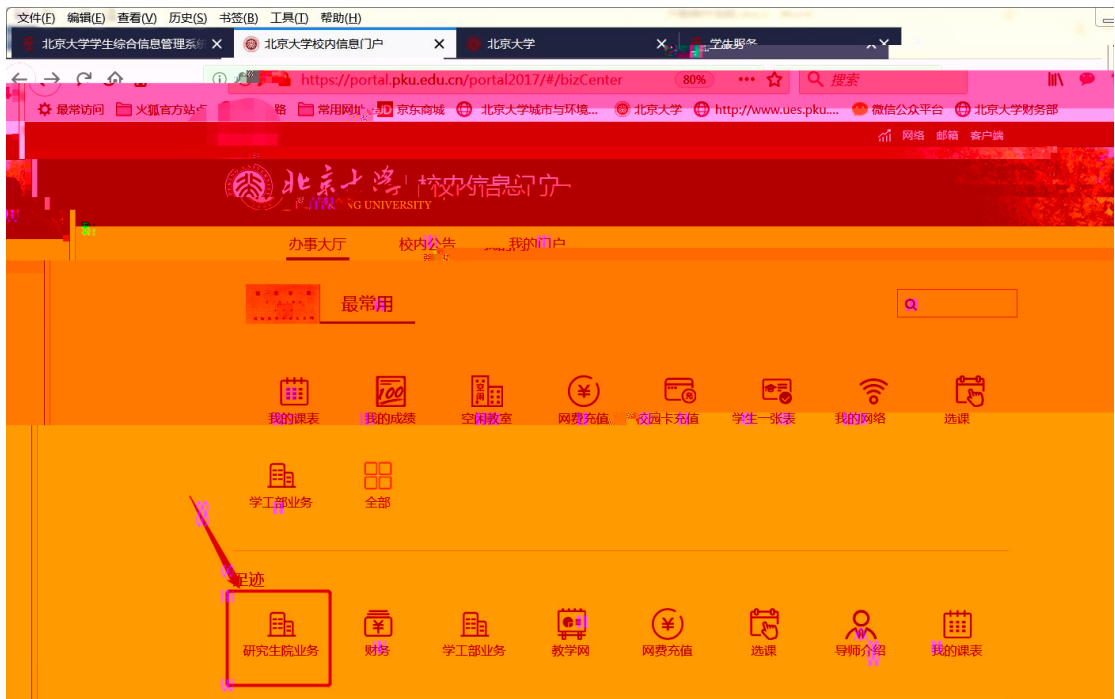 文件(F) 编辑(E) 查看(V) 历史(S) 书签(B) 工具(T) 帮助(H)
北京大学学生综合信息管理系统 × 北京大学校内信息门户 × 北京大学 × ×
https://portal.pku.edu.cn/portal2017/#/bizCenter 80% 搜索
最常访问 火狐官方站点 常用网址 JD 京东商城 北京大学城市与环境... 北京大学 http://www.ues.pku.... 微信公众平台 北京大学财务部
网络 邮箱 客户端
北京大学 校内信息门户
UNIVERSITY
办事大厅 校内公告 我的门户
最常用
我的课表 我的成绩 空闲教室 网费充值 校园卡充值 学生一张表 我的网络 选课
学工部业务 全部
足迹
研究生院业务 财务 学工部业务 教学网 网费充值 选课 导师介绍 我的课表